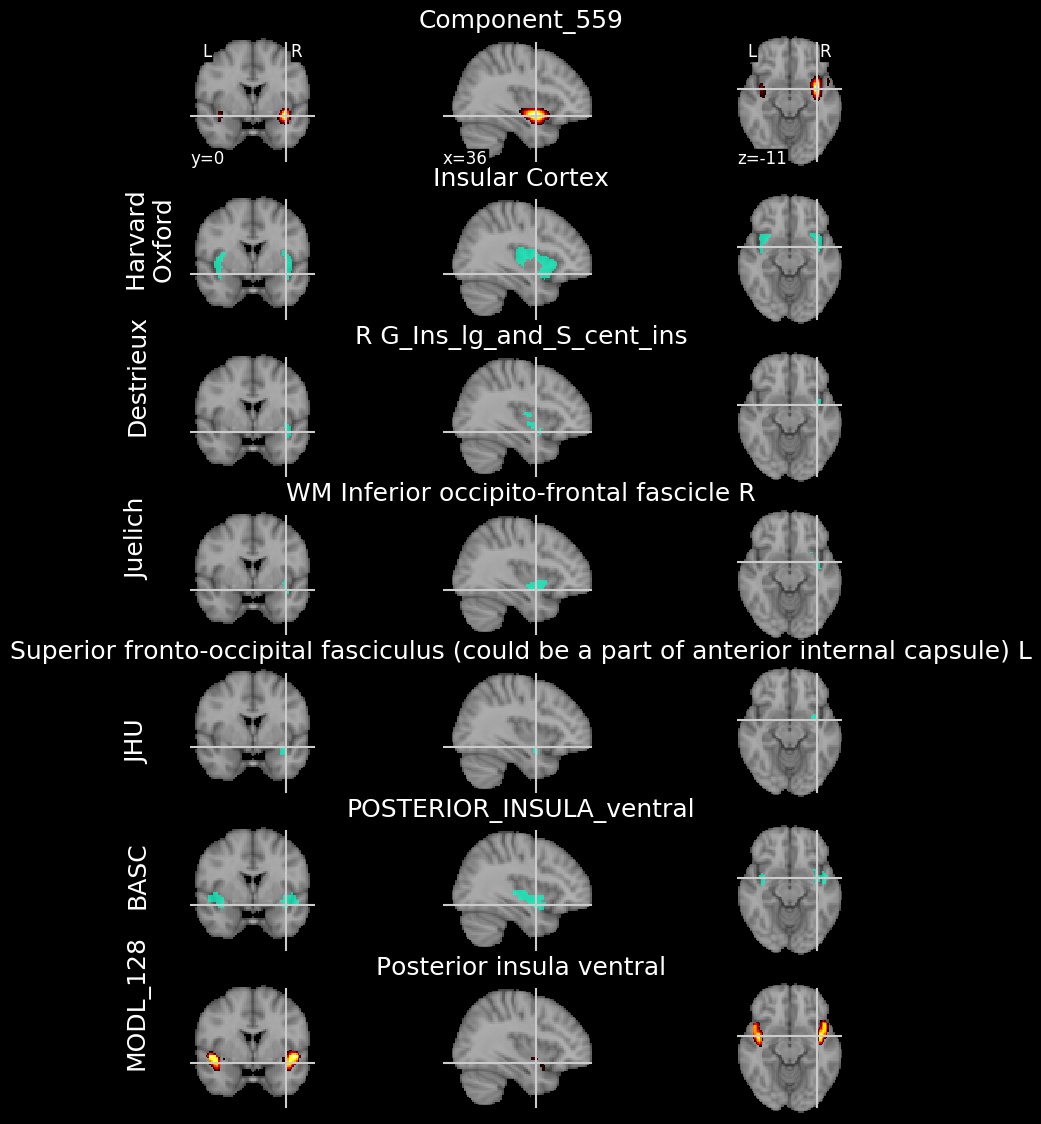 Component_559
L R
L R
y=0
x=36
z=-11
Insular Cortex
Harvard
Oxford
R G_Ins_lg_and_S_cent_ins
Destrieux
WM Inferior occipito-frontal fascicle R
Juelich
Superior fronto-occipital fasciculus (could be a part of anterior internal capsule) L
JHU
POSTERIOR_INSULA_ventral
BASC
Posterior insula ventral
MODL_128